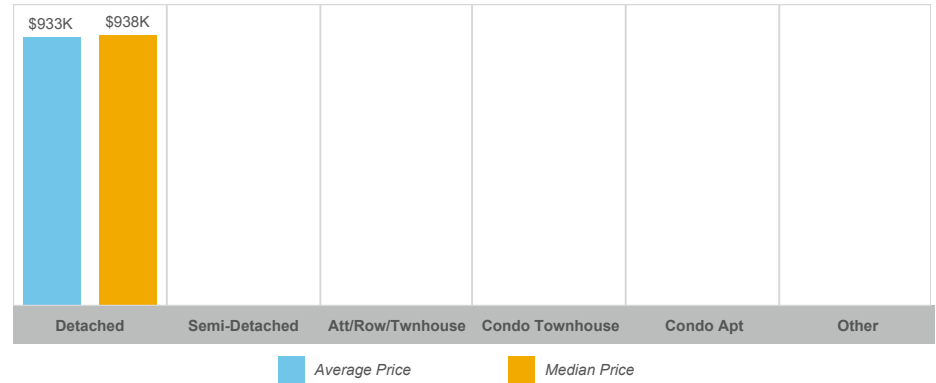 $933K $938K
Detached Semi-Detached Att/Row/Twnhouse Condo Townhouse Condo Apt Other
Average Price Median Price